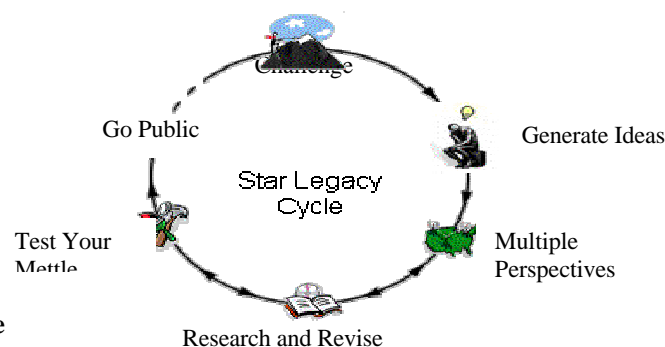 Challenge
Go Public
Generate Ideas
Star Legacy
Cycle
Test Your
Mettle
Multiple
Perspectives
e
Research and Revise